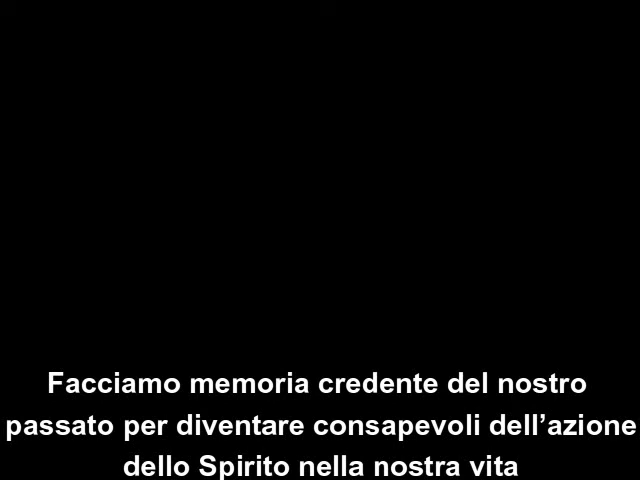 Facciamo memoria credente del nostro
passato per diventare consapevoli dell’azione
dello Spirito nella nostra vita